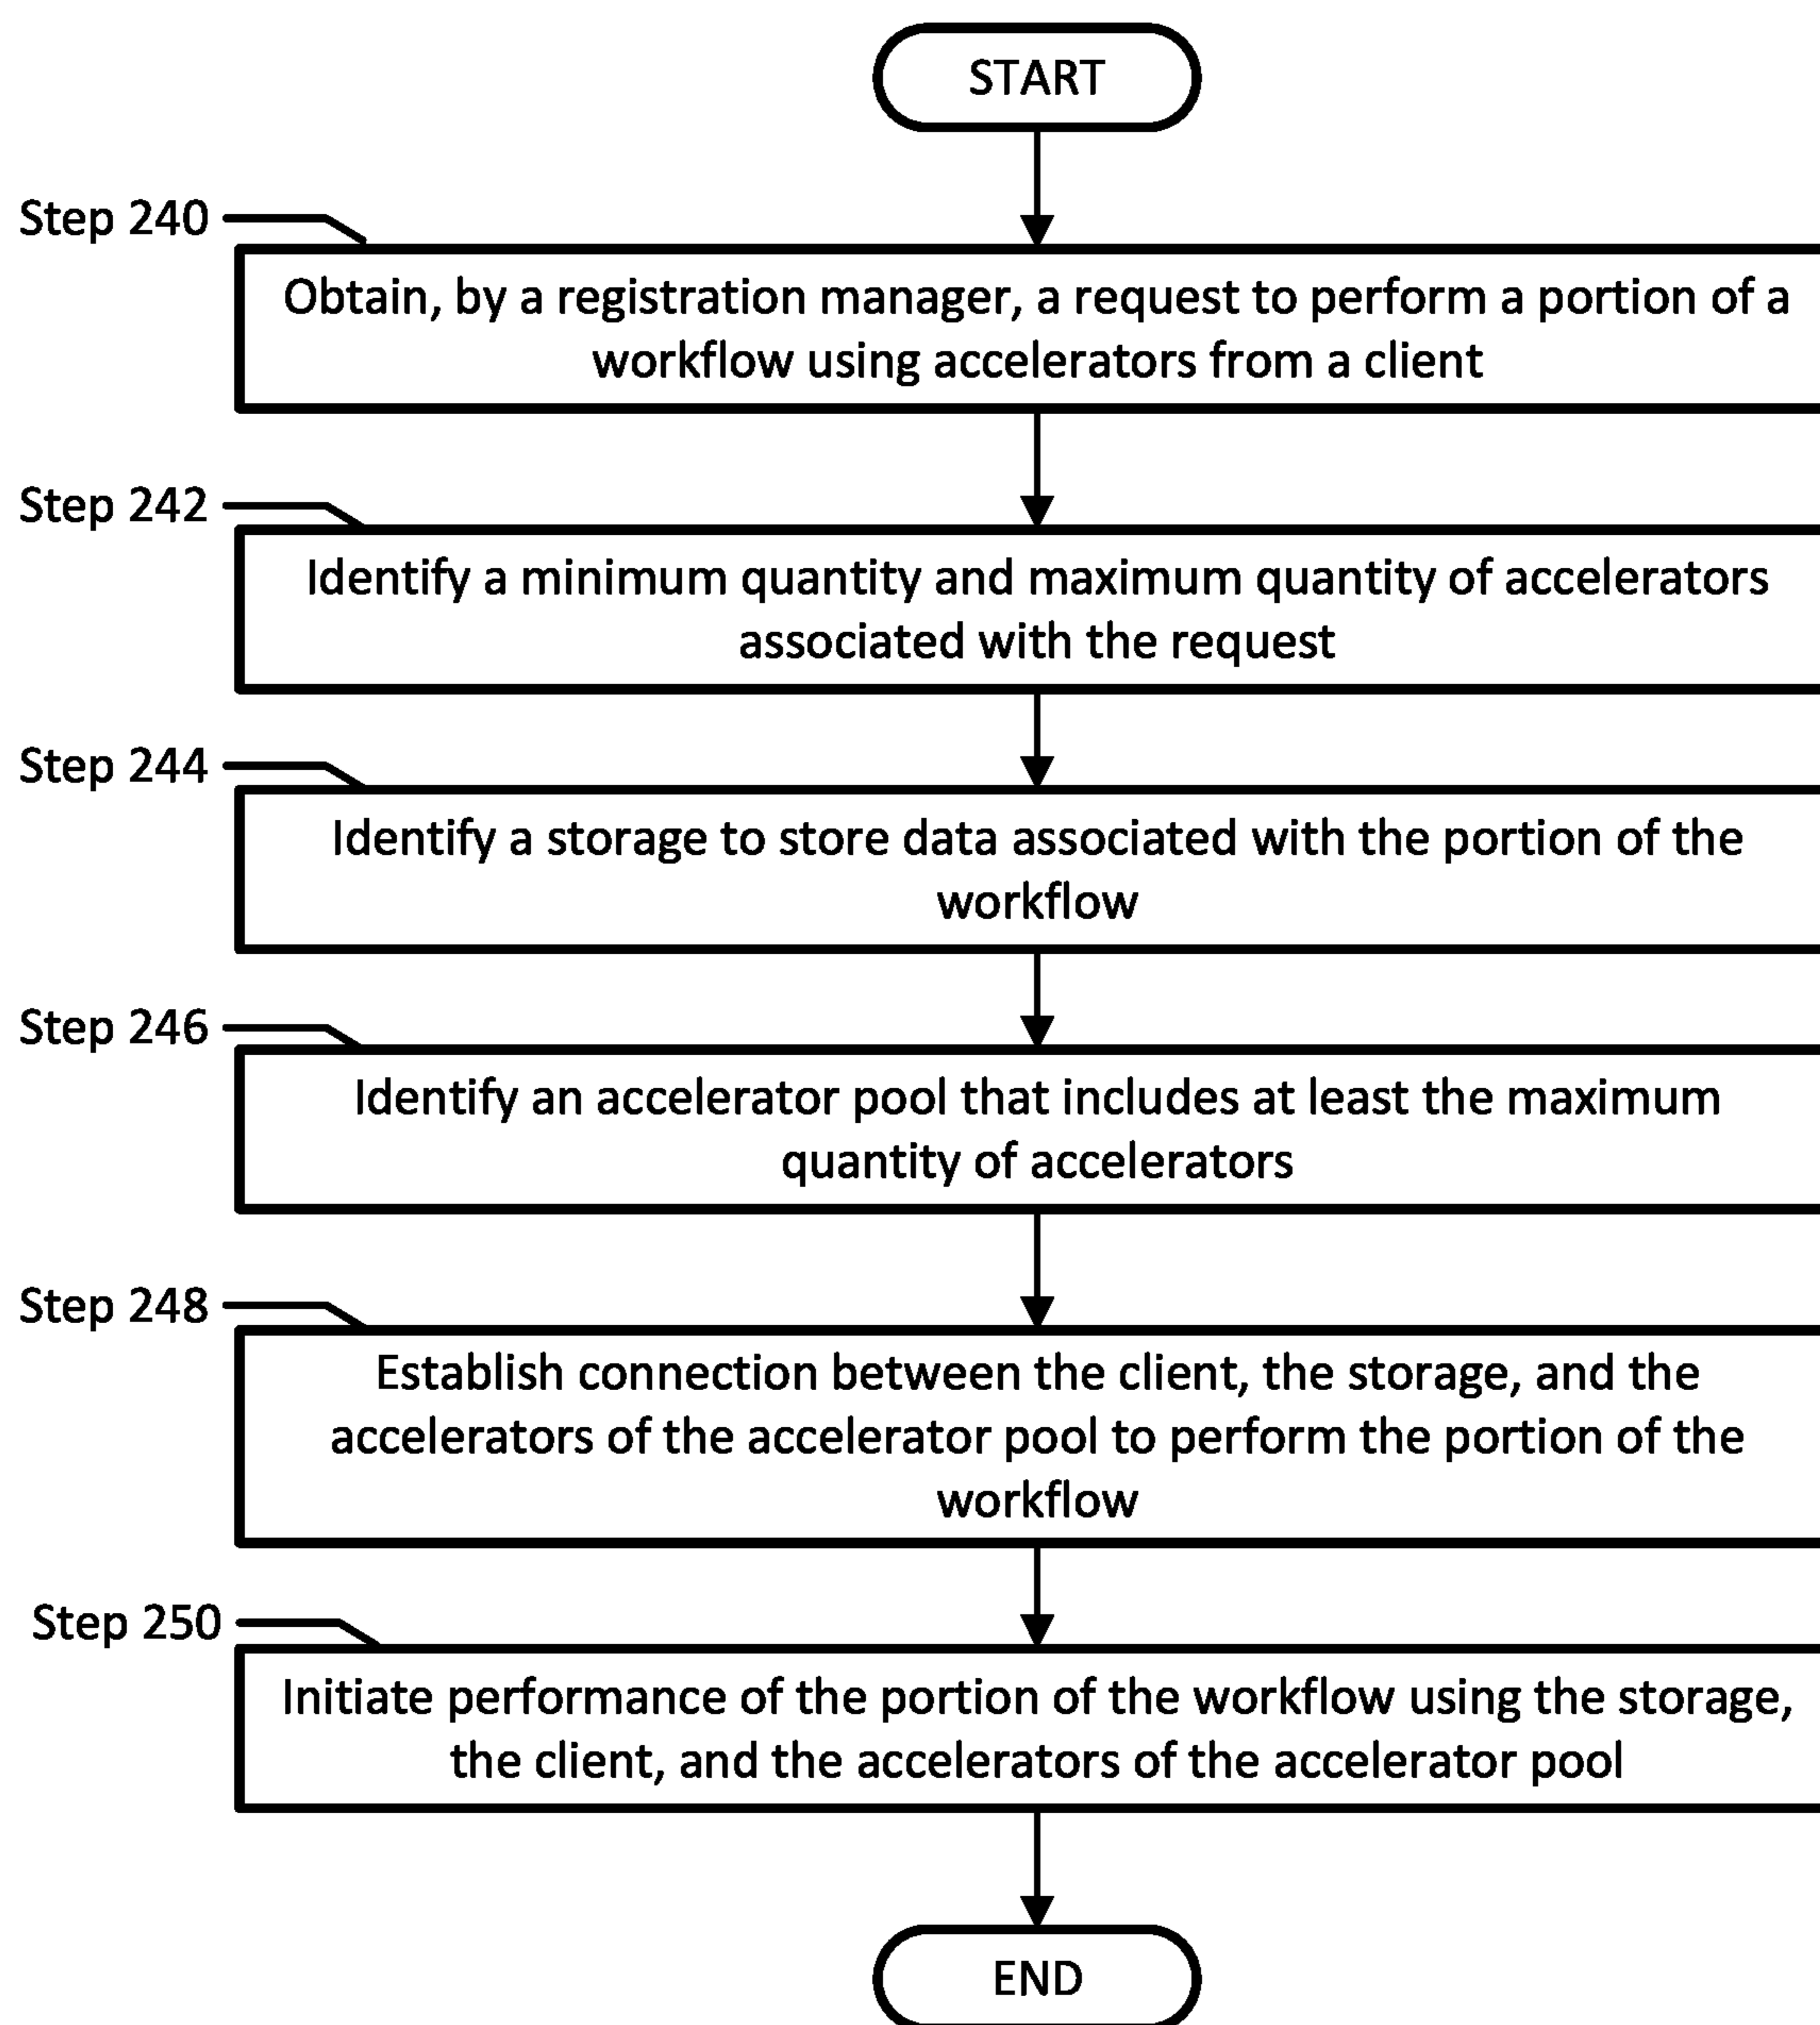 START
Step 240
Obtain, by a registration manager, a request to perform a portion of a
workflow using accelerators from a client
Step 242
Identify a minimum quantity and maximum quantity of accelerators
associated with the request
Step 244
Identify a storage to store data associated with the portion of the
workflow
Step 246
Identify an accelerator pool that includes at least the maximum
quantity of accelerators
Step 248
Establish connection between the client, the storage, and the
accelerators of the accelerator pool to perform the portion of the
workflow
Step 250
Initiate performance of the portion of the workflow using the storage,
the client, and the accelerators of the accelerator pool
END